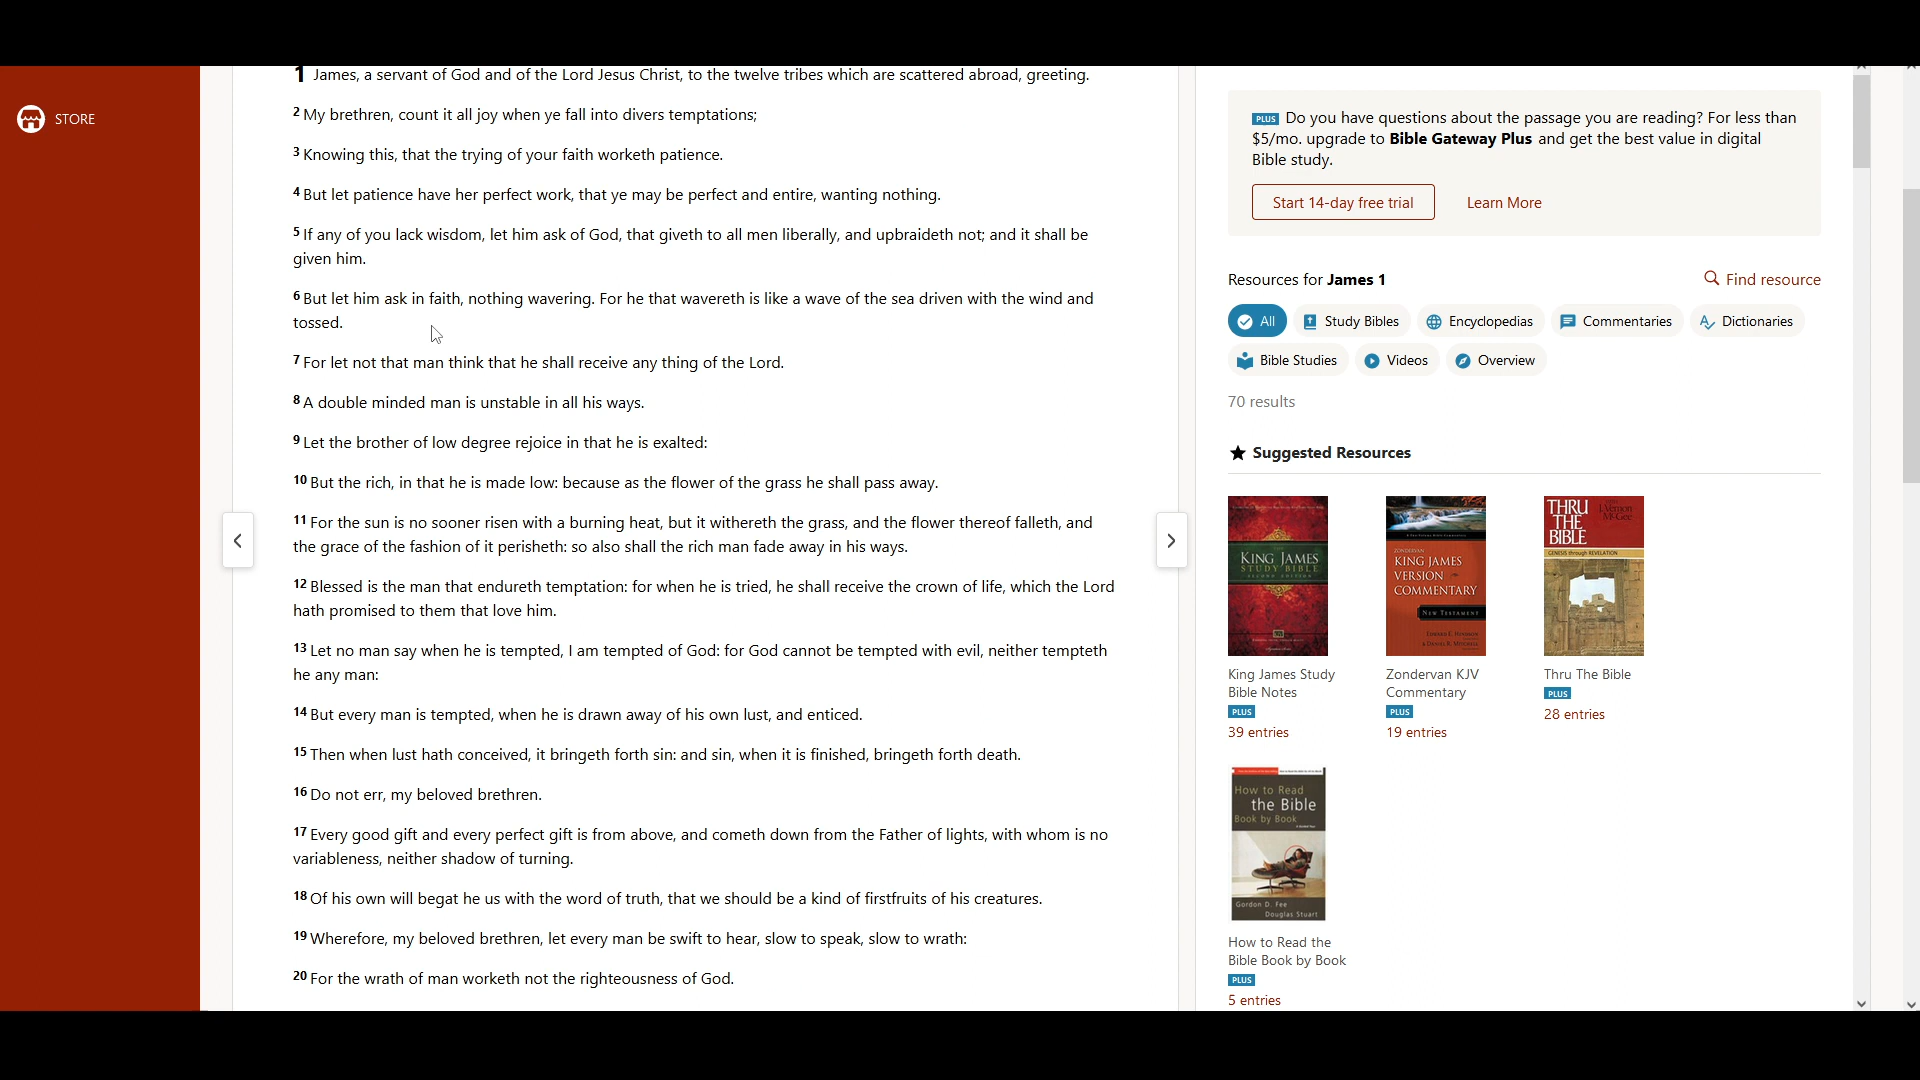 STORE
1 James, a servant of God and of the Lord Jesus Christ, to the twelve tribes which are scattered abroad, greeting.
2 My brethren, count it all joy when ye fall into divers temptations;
3 Knowing this, that the trying of your faith worketh patience.
4 But let patience have her perfect work, that ye may be perfect and entire, wanting nothing.
5 If any of you lack wisdom, let him ask of God, that giveth to all men liberally, and upbraideth not; and it shall be
given him.
6 But let him ask in faith, nothing wavering. For he that wavereth is like a wave of the sea driven with the wind and
tossed.
7 For let not that man think that he shall receive any thing of the Lord.
8 A double minded man is unstable in all his ways.
9 Let the brother of low degree rejoice in that he is exalted:
10 But the rich, in that he is made low: because as the flower of the grass he shall pass away.
11 For the sun is no sooner risen with a burning heat, but it withereth the grass, and the flower thereof falleth, and
the grace of the fashion of it perisheth: so also shall the rich man fade away in his ways.
12 Blessed is the man that endureth temptation: for when he is tried, he shall receive the crown of life, which the Lord
hath promised to them that love him.
13 Let no man say when he is tempted, I am tempted of God: for God cannot be tempted with evil, neither tempteth
he any man:
14 But every man is tempted, when he is drawn away of his own lust, and enticed.
15 Then when lust hath conceived, it bringeth forth sin: and sin, when it is finished, bringeth forth death.
16 Do not err, my beloved brethren.
17 Every good gift and every perfect gift is from above, and cometh down from the Father of lights, with whom is no
variableness, neither shadow of turning.
18 Of his own will begat he us with the word of truth, that we should be a kind of firstfruits of his creatures.
19 Wherefore, my beloved brethren, let every man be swift to hear, slow to speak, slow to wrath:
20 For the wrath of man worketh not the righteousness of God.
PLUS Do you have questions about the passage you are reading? For less than
$5/mo. upgrade to Bible Gateway Plus and get the best value in digital
Bible study.
Start 14-day free trial
Learn More
Resources for James 1
Find resource
All
Study Bibles
Encyclopedias
Commentaries
Dictionaries
Bible Studies
Videos
Overview
70 results
Suggested Resources
KING JAMES
STUDY BIBLE
SECOND EDITION
King James Study
Bible Notes
PLUS
39 entries
ZONDERVAN
KING JAMES
VERSION
COMMENTARY
NEW TESTAMENT
Zondervan KJV
Commentary
PLUS
19 entries
THRU
THE
BIBLE
J. Vernon
McGee
GENESIS through REVELATION
Thru The Bible
PLUS
28 entries
How to Read
the Bible
Book by Book
Gordon D. Fee
Douglas Stuart
How to Read the
Bible Book by Book
PLUS
5 entries